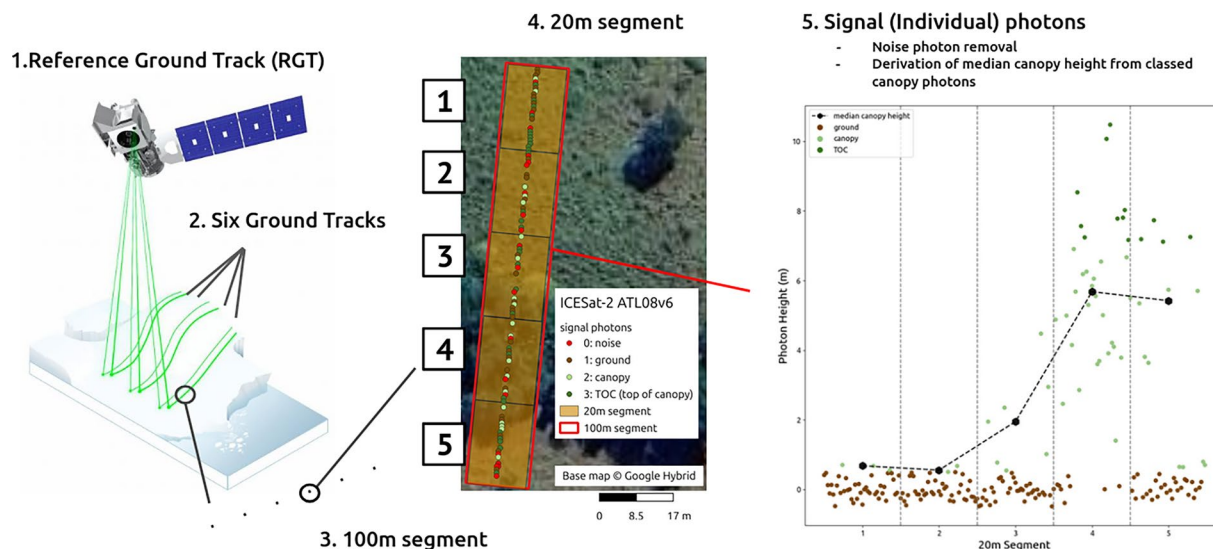 1.Reference Ground Track (RGT)
2. Six Ground Tracks
3. 100m segment
4. 20m segment
1
2
3
4
5
ICESat-2 ATL08v6
signal photons
0: noise
1: ground
2: canopy
3: TOC (top of canopy)
20m segment
100m segment
Base map © Google Hybrid
0 8.5 17 m
5. Signal (Individual) photons
- Noise photon removal
- Derivation of median canopy height from classed
canopy photons
median canopy height
ground
canopy
TOC
Photon Height (m)
10
8
6
4
2
0
1 2 3 4 5
20m Segment